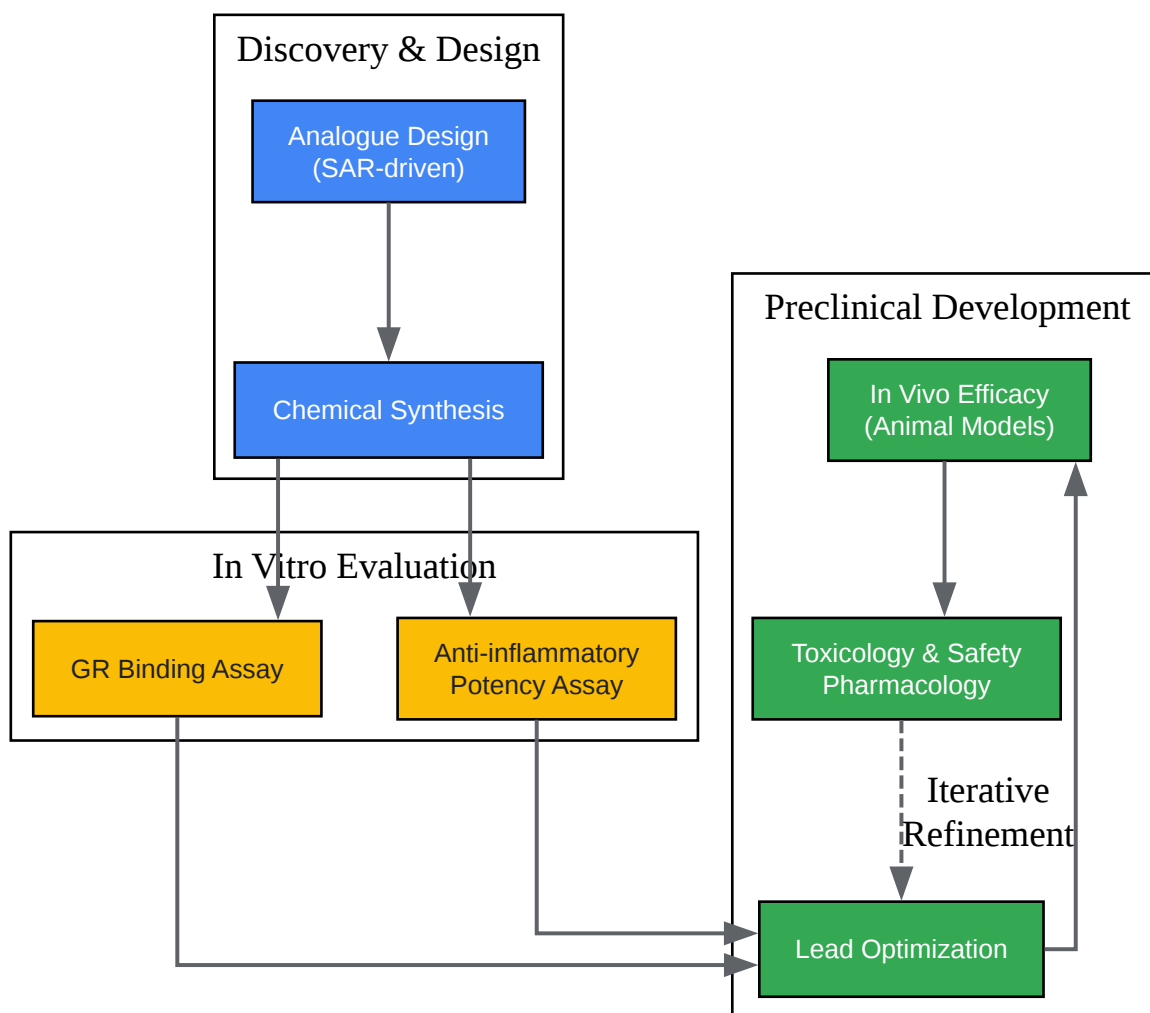 Discovery & Design
Analogue Design
(SAR-driven)
Chemical Synthesis
In Vitro Evaluation
GR Binding Assay
Anti-inflammatory
Potency Assay
Preclinical Development
In Vivo Efficacy
(Animal Models)
Toxicology & Safety
Pharmacology
Iterative
Refinement
Lead Optimization